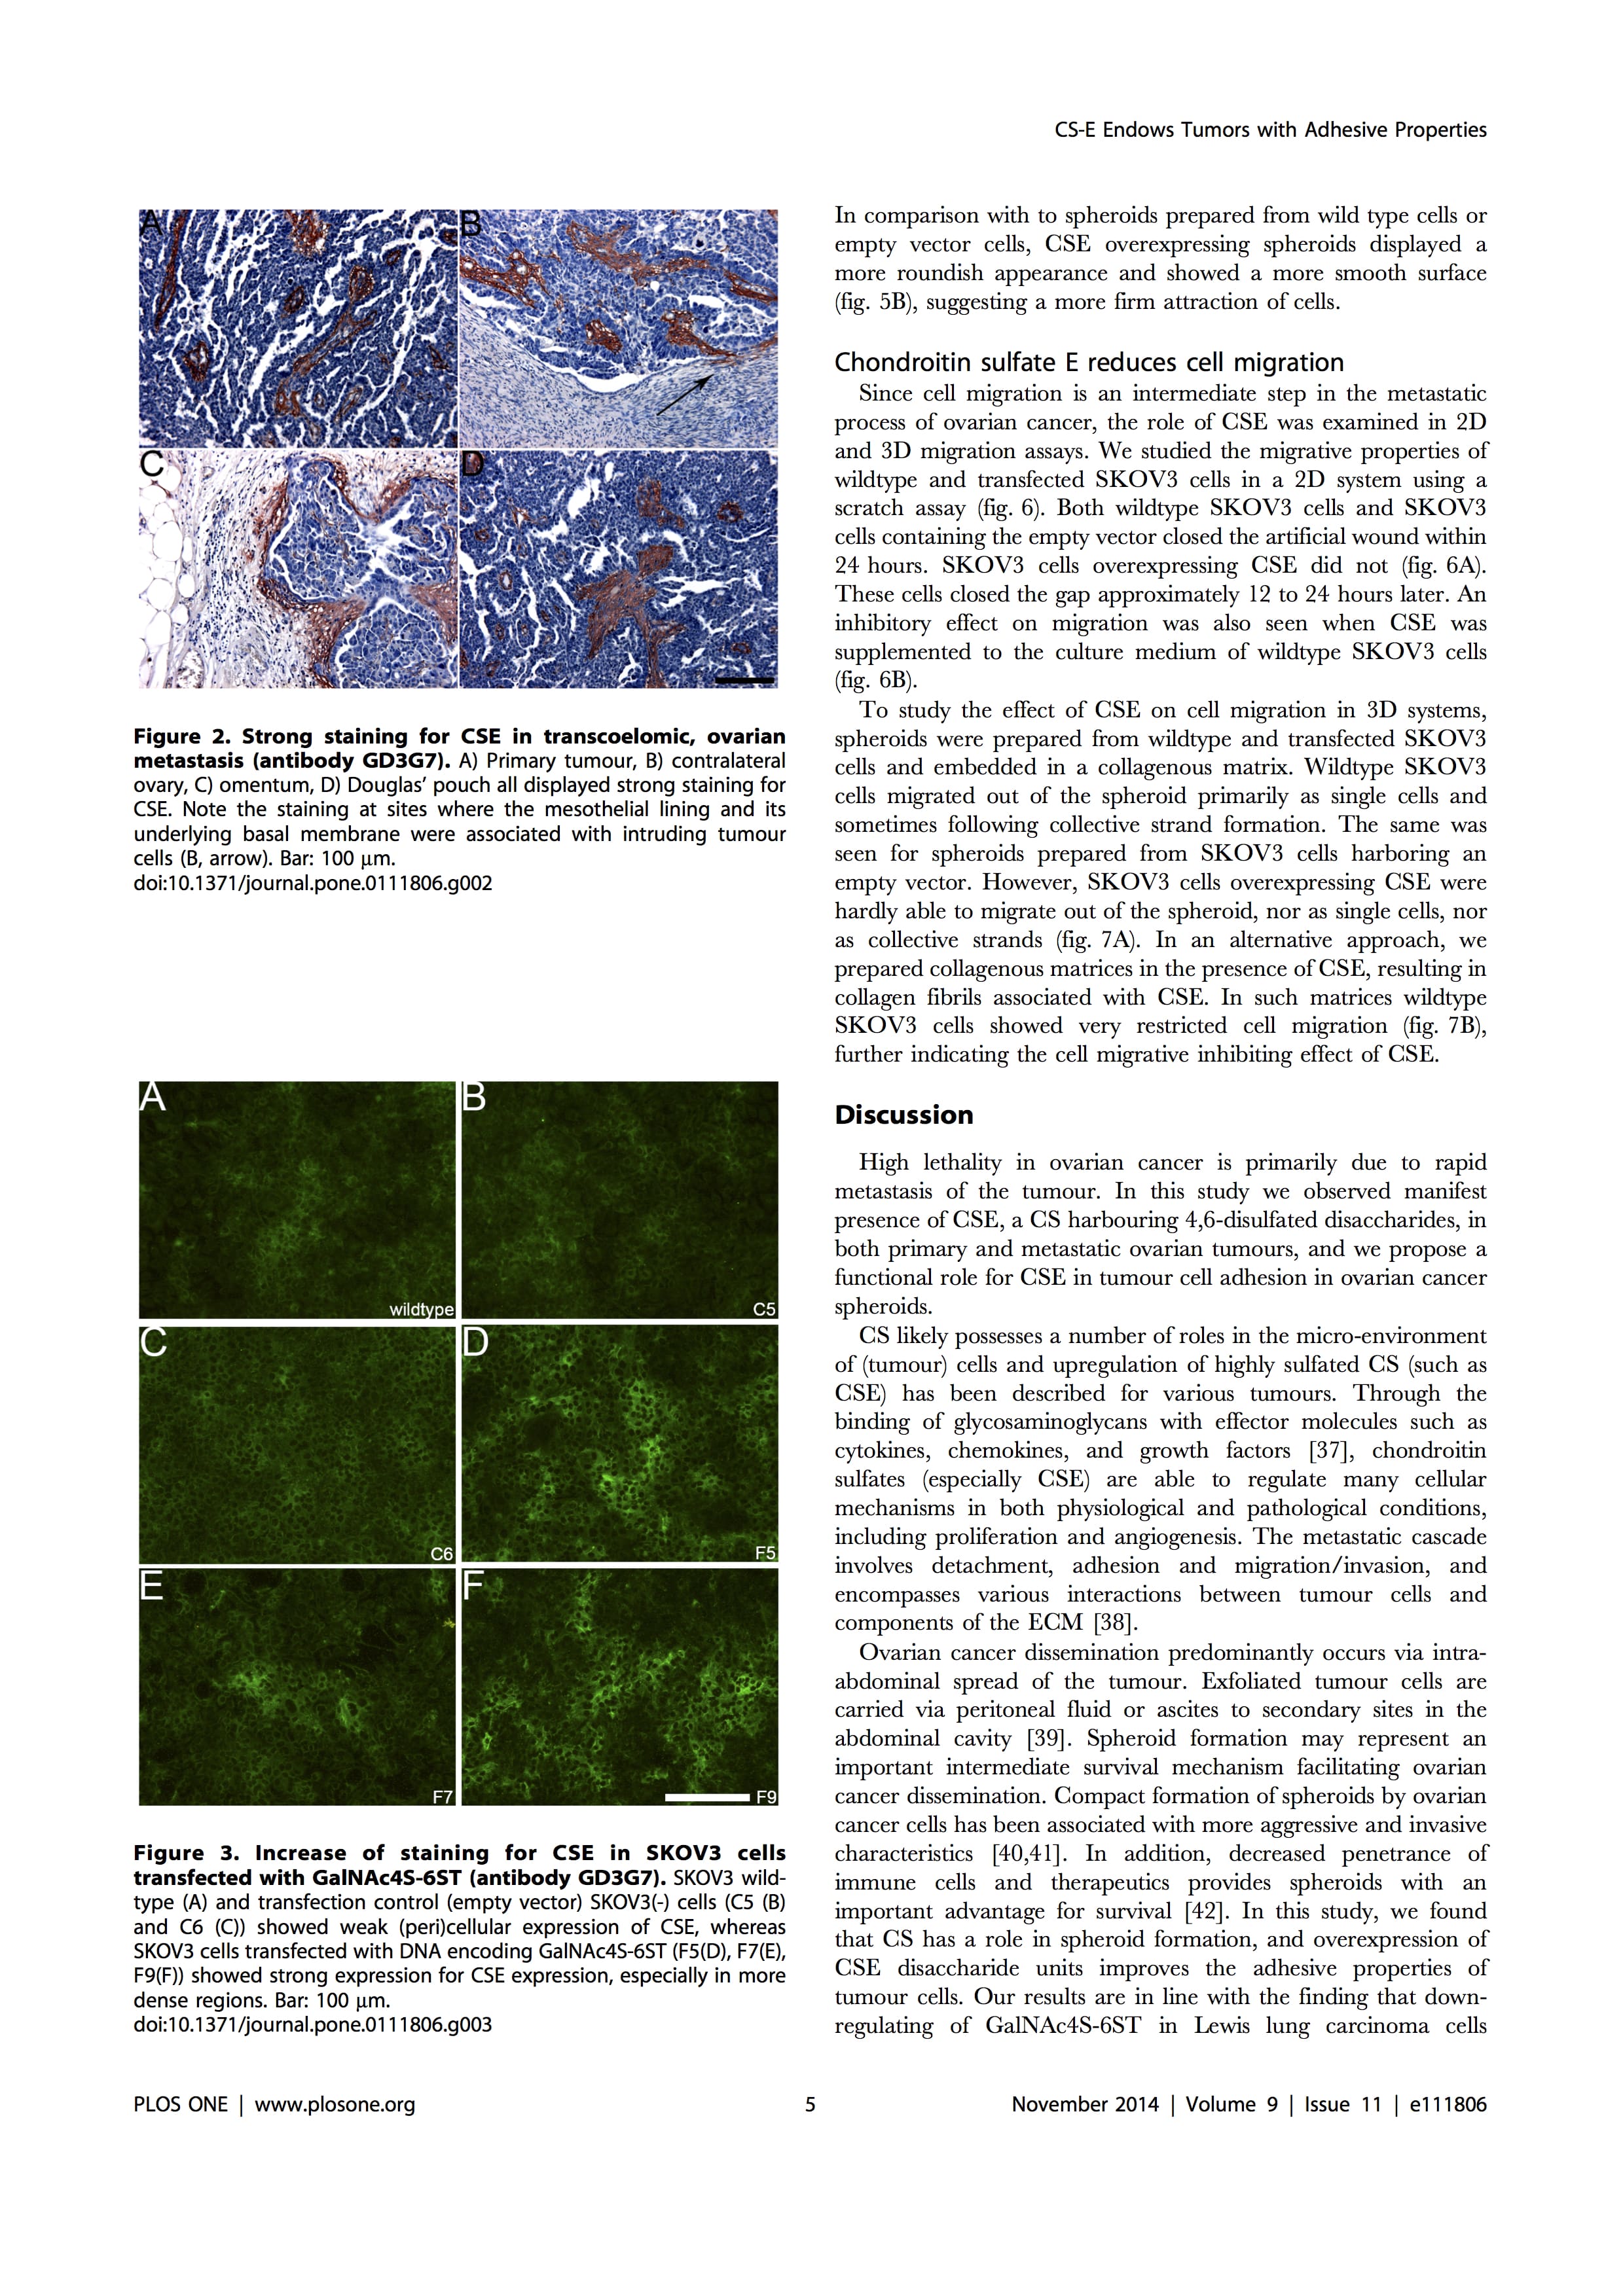 CS-E Endows Tumors with Adhesive Properties
A
B
C
D
Figure 2. Strong staining for CSE in transcoelomic, ovarian
metastasis (antibody GD3G7). A) Primary tumour, B) contralateral
ovary, C) omentum, D) Douglas' pouch all displayed strong staining for
CSE. Note the staining at sites where the mesothelial lining and its
underlying basal membrane were associated with intruding tumour
cells (B, arrow). Bar: 100 μm.
doi:10.1371/journal.pone.0111806.g002
A
wildtype
B
C5
C
C6
D
F5
E
F7
F
F9
Figure 3. Increase of staining for CSE in SKOV3 cells
transfected with GalNAc4S-6ST (antibody GD3G7). SKOV3 wild-
type (A) and transfection control (empty vector) SKOV3(-) cells (C5 (B)
and C6 (C)) showed weak (peri)cellular expression of CSE, whereas
SKOV3 cells transfected with DNA encoding GalNAc4S-6ST (F5(D), F7(E),
F9(F)) showed strong expression for CSE expression, especially in more
dense regions. Bar: 100 μm.
doi:10.1371/journal.pone.0111806.g003
In comparison with to spheroids prepared from wild type cells or
empty vector cells, CSE overexpressing spheroids displayed a
more roundish appearance and showed a more smooth surface
(fig. 5B), suggesting a more firm attraction of cells.
Chondroitin sulfate E reduces cell migration
Since cell migration is an intermediate step in the metastatic
process of ovarian cancer, the role of CSE was examined in 2D
and 3D migration assays. We studied the migrative properties of
wildtype and transfected SKOV3 cells in a 2D system using a
scratch assay (fig. 6). Both wildtype SKOV3 cells and SKOV3
cells containing the empty vector closed the artificial wound within
24 hours. SKOV3 cells overexpressing CSE did not (fig. 6A).
These cells closed the gap approximately 12 to 24 hours later. An
inhibitory effect on migration was also seen when CSE was
supplemented to the culture medium of wildtype SKOV3 cells
(fig. 6B).
To study the effect of CSE on cell migration in 3D systems,
spheroids were prepared from wildtype and transfected SKOV3
cells and embedded in a collagenous matrix. Wildtype SKOV3
cells migrated out of the spheroid primarily as single cells and
sometimes following collective strand formation. The same was
seen for spheroids prepared from SKOV3 cells harboring an
empty vector. However, SKOV3 cells overexpressing CSE were
hardly able to migrate out of the spheroid, nor as single cells, nor
as collective strands (fig. 7A). In an alternative approach, we
prepared collagenous matrices in the presence of CSE, resulting in
collagen fibrils associated with CSE. In such matrices wildtype
SKOV3 cells showed very restricted cell migration (fig. 7B),
further indicating the cell migrative inhibiting effect of CSE.
Discussion
High lethality in ovarian cancer is primarily due to rapid
metastasis of the tumour. In this study we observed manifest
presence of CSE, a CS harbouring 4,6-disulfated disaccharides, in
both primary and metastatic ovarian tumours, and we propose a
functional role for CSE in tumour cell adhesion in ovarian cancer
spheroids.
CS likely possesses a number of roles in the micro-environment
of (tumour) cells and upregulation of highly sulfated CS (such as
CSE) has been described for various tumours. Through the
binding of glycosaminoglycans with effector molecules such as
cytokines, chemokines, and growth factors [37], chondroitin
sulfates (especially CSE) are able to regulate many cellular
mechanisms in both physiological and pathological conditions,
including proliferation and angiogenesis. The metastatic cascade
involves detachment, adhesion and migration/invasion, and
encompasses various interactions between tumour cells and
components of the ECM [38].
Ovarian cancer dissemination predominantly occurs via intra-
abdominal spread of the tumour. Exfoliated tumour cells are
carried via peritoneal fluid or ascites to secondary sites in the
abdominal cavity [39]. Spheroid formation may represent an
important intermediate survival mechanism facilitating ovarian
cancer dissemination. Compact formation of spheroids by ovarian
cancer cells has been associated with more aggressive and invasive
characteristics [40,41]. In addition, decreased penetrance of
immune cells and therapeutics provides spheroids with an
important advantage for survival [42]. In this study, we found
that CS has a role in spheroid formation, and overexpression of
CSE disaccharide units improves the adhesive properties of
tumour cells. Our results are in line with the finding that down-
regulating of GalNAc4S-6ST in Lewis lung carcinoma cells
PLOS ONE | www.plosone.org
5
November 2014 | Volume 9 | Issue 11 | e111806